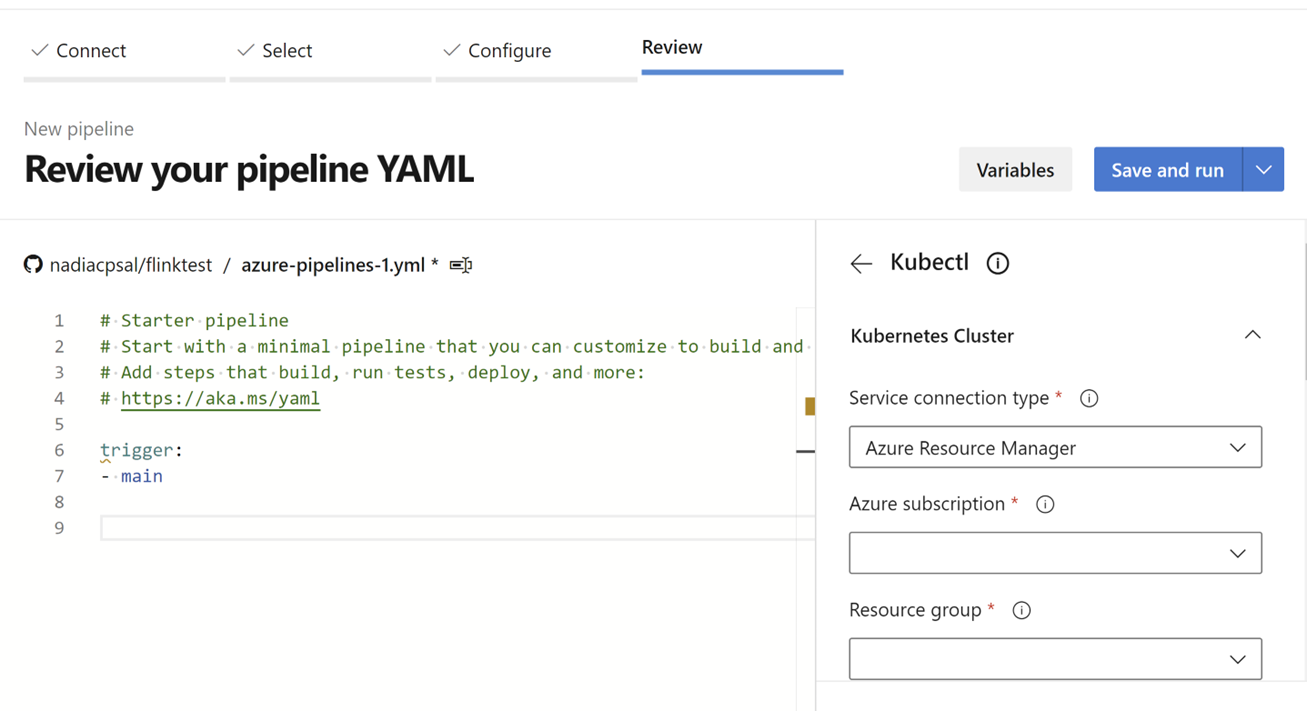 Connect
Select
Configure
Review
New pipeline
Review your pipeline YAML
Variables
Save and run
nadiacpsal/flinktest / azure-pipelines-1.yml *
1 # Starter pipeline
2 # Start with a minimal pipeline that you can customize to build and
3 # Add steps that build, run tests, deploy, and more:
4 # https://aka.ms/yaml
5
6 trigger:
7 - main
8
9
Kubectl
Kubernetes Cluster
Service connection type *
Azure Resource Manager
Azure subscription *
Resource group *